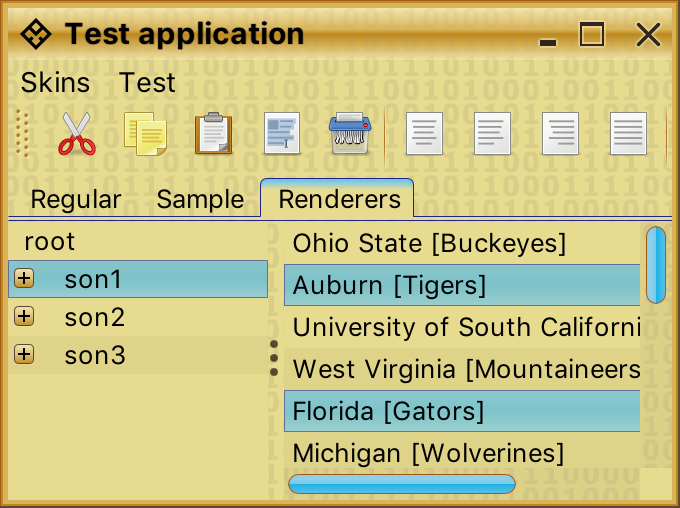 Test application
Skins Test
Regular Sample Renderers
root
son1
son2
son3
Ohio State [Buckeyes]
Auburn [Tigers]
University of South Californi
West Virginia [Mountaineers
Florida [Gators]
Michigan [Wolverines]